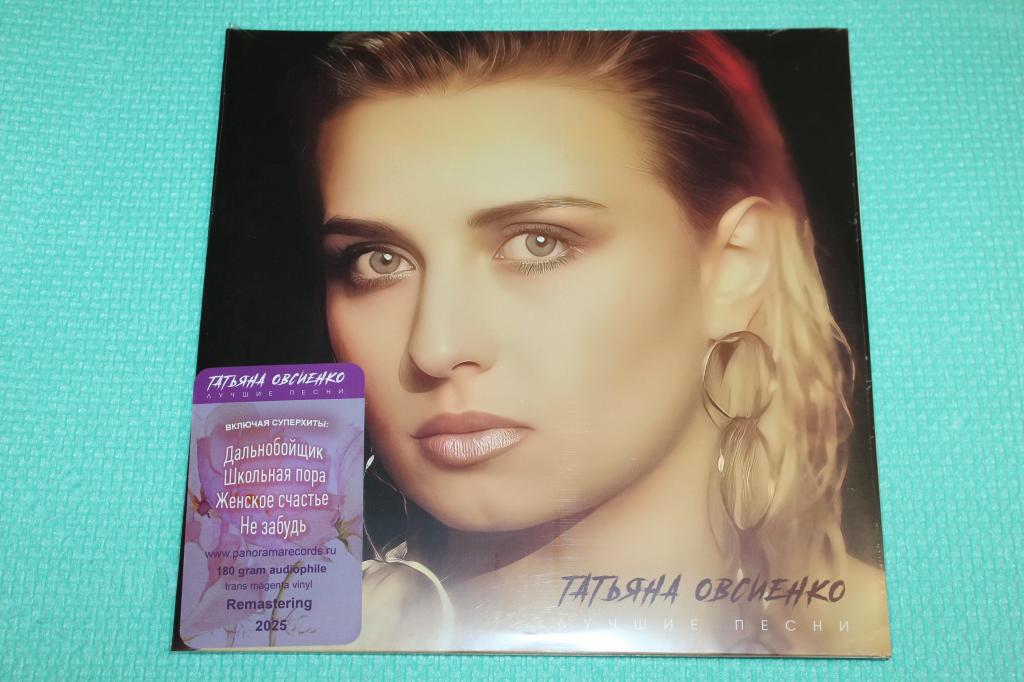 ТАТЬЯНА ОВСИЕНКО
ЛУЧШИЕ ПЕСНИ
ВКЛЮЧАЯ СУПЕРХИТЫ:
Дальнобойщик
Школьная пора
Женское счастье
Не забудь
www.panoramarecords.ru
180 gram audiophile
trans magenta vinyl
Remastering
2025
ТАТЬЯНА ОВСИЕНКО
ЛУЧШИЕ ПЕСНИ